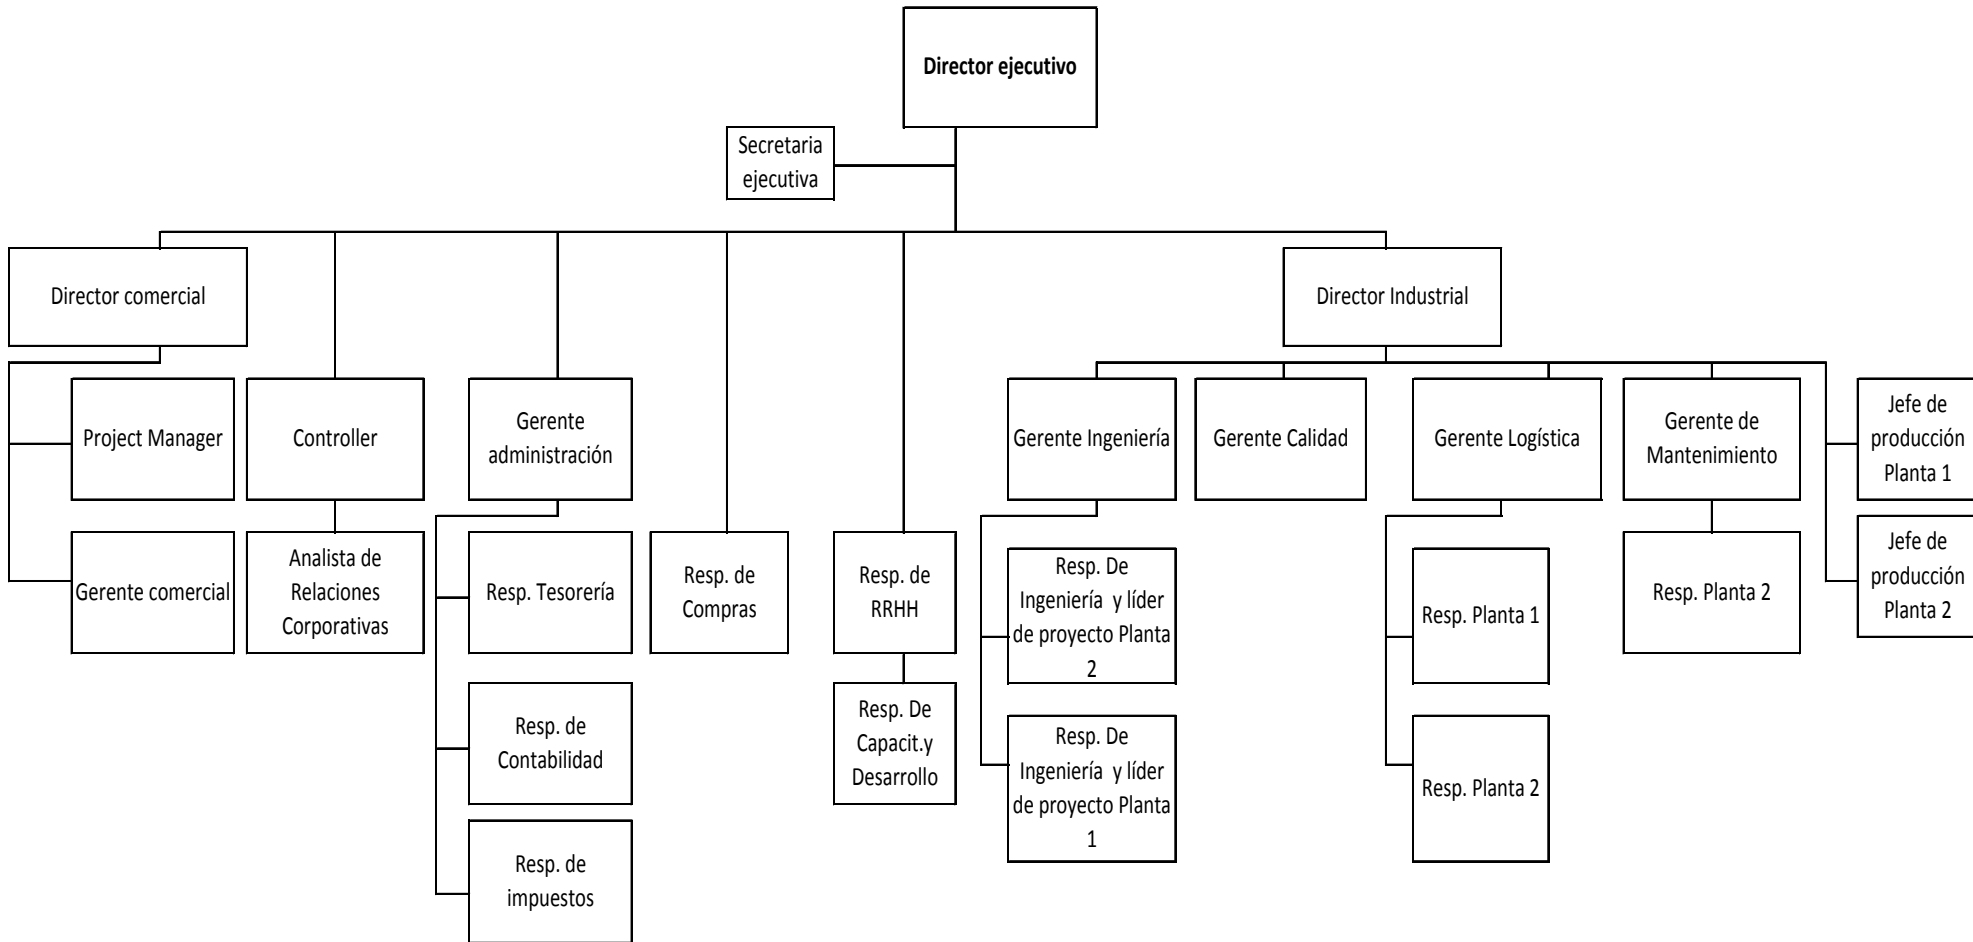 Director ejecutivo
Secretaria
ejecutiva
Director comercial
Director Industrial
Project Manager
Controller
Gerente
administración
Gerente Ingeniería
Gerente Calidad
Gerente Logística
Gerente de
Mantenimiento
Jefe de
producción
Planta 1
Gerente comercial
Analista de
Relaciones
Corporativas
Resp. Tesorería
Resp. de
Compras
Resp. de
RRHH
Resp. De
Ingeniería y líder
de proyecto Planta
2
Resp. Planta 1
Resp. Planta 2
Jefe de
producción
Planta 2
Resp. de
Contabilidad
Resp. De
Capacit.y
Desarrollo
Resp. De
Ingeniería y líder
de proyecto Planta
1
Resp. Planta 2
Resp. de
impuestos